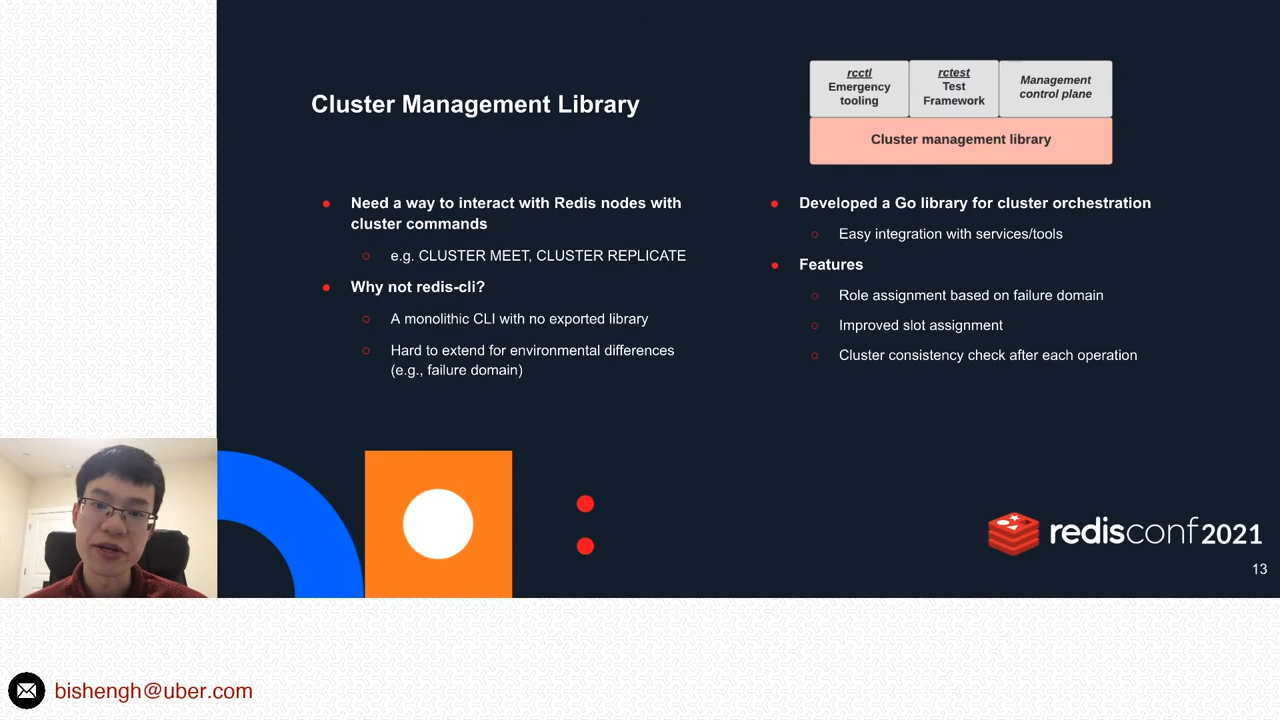 Cluster Management Library
rcctl
Emergency
tooling
rctest
Test
Framework
Management
control plane
Cluster management library
Need a way to interact with Redis nodes with
cluster commands
e.g. CLUSTER MEET, CLUSTER REPLICATE
Why not redis-cli?
A monolithic CLI with no exported library
Hard to extend for environmental differences
(e.g., failure domain)
Developed a Go library for cluster orchestration
Easy integration with services/tools
Features
Role assignment based on failure domain
Improved slot assignment
Cluster consistency check after each operation
redisconf 2021
13
bishengh@uber.com